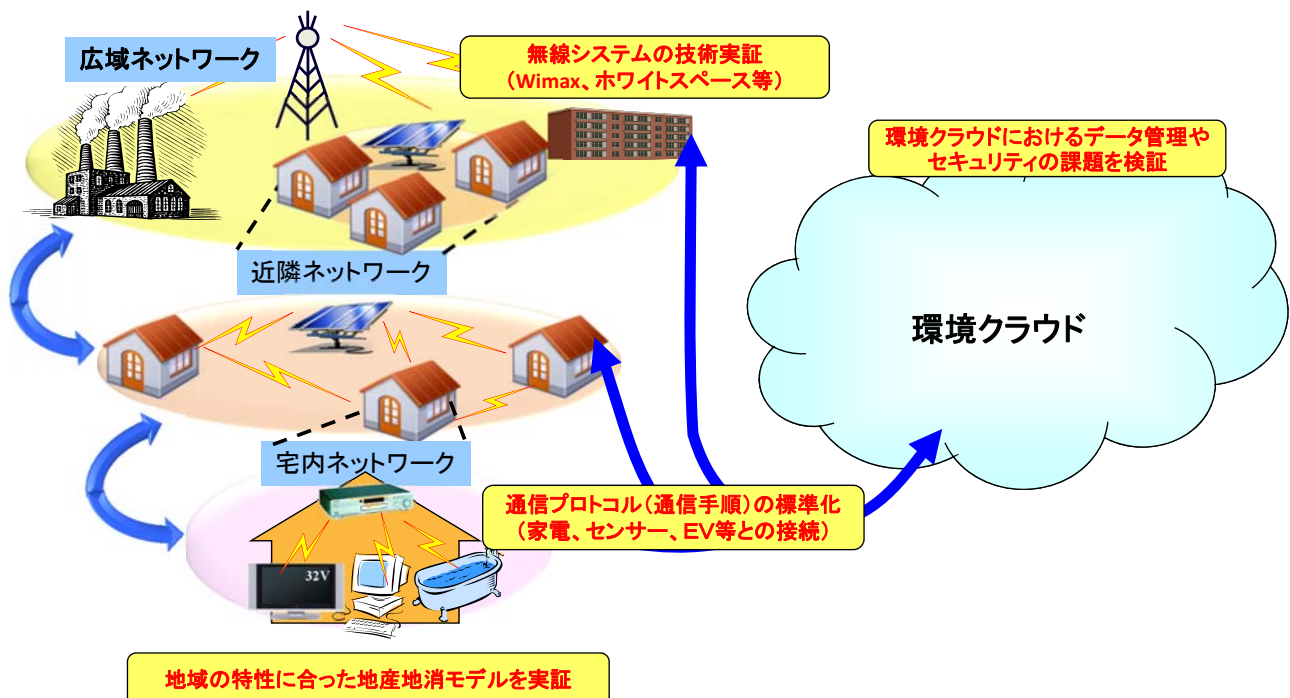 広域ネットワーク
無線システムの技術実証
（Wimax、ホワイトスペース等）
環境クラウドにおけるデータ管理や
セキュリティの課題を検証
近隣ネットワーク
環境クラウド
宅内ネットワーク
通信プロトコル（通信手順）の標準化
（家電、センサー、EV等との接続）
32V
地域の特性に合った地産地消モデルを実証